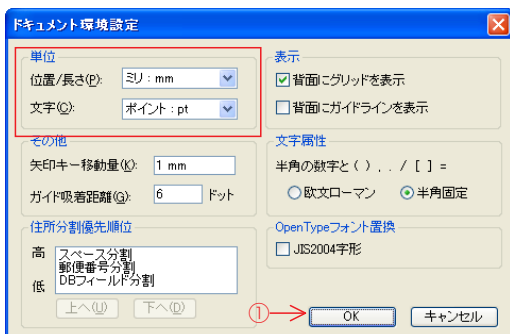 ドキュメント環境設定
単位
位置/長さ(P): ミリ : mm
文字(C): ポイント : pt
その他
矢印キー移動量(K): 1 mm
ガイド吸着距離(G): 6 ドット
住所分割優先順位
高
低
スペース分割
郵便番号分割
DBフィールド分割
上へ(U) 下へ(D)
表示
背面にグリッドを表示
背面にガイドラインを表示
文字属性
半角の数字と ( ) , . / [ ] =
欧文ローマン 半角固定
OpenTypeフォント置換
JIS2004字形
① OK キャンセル